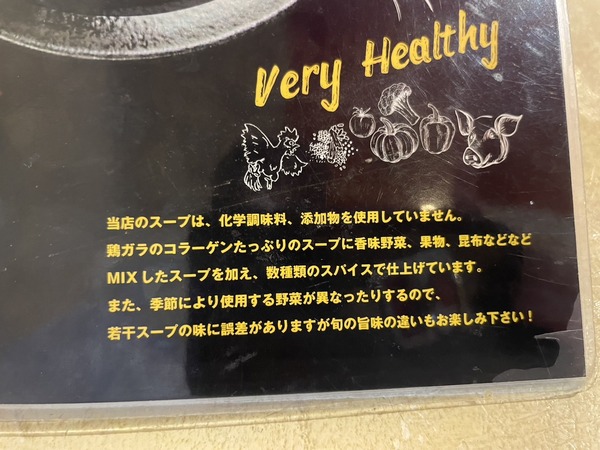 Very Healthy
当店のスープは、化学調味料、添加物を使用していません。
鶏ガラのコラーゲンたっぷりのスープに香味野菜、果物、昆布などなど
MIXしたスープを加え、数種類のスパイスで仕上げています。
また、季節により使用する野菜が異なったりするので、
若干スープの味に誤差がありますが旬の旨味の違いもお楽しみ下さい！